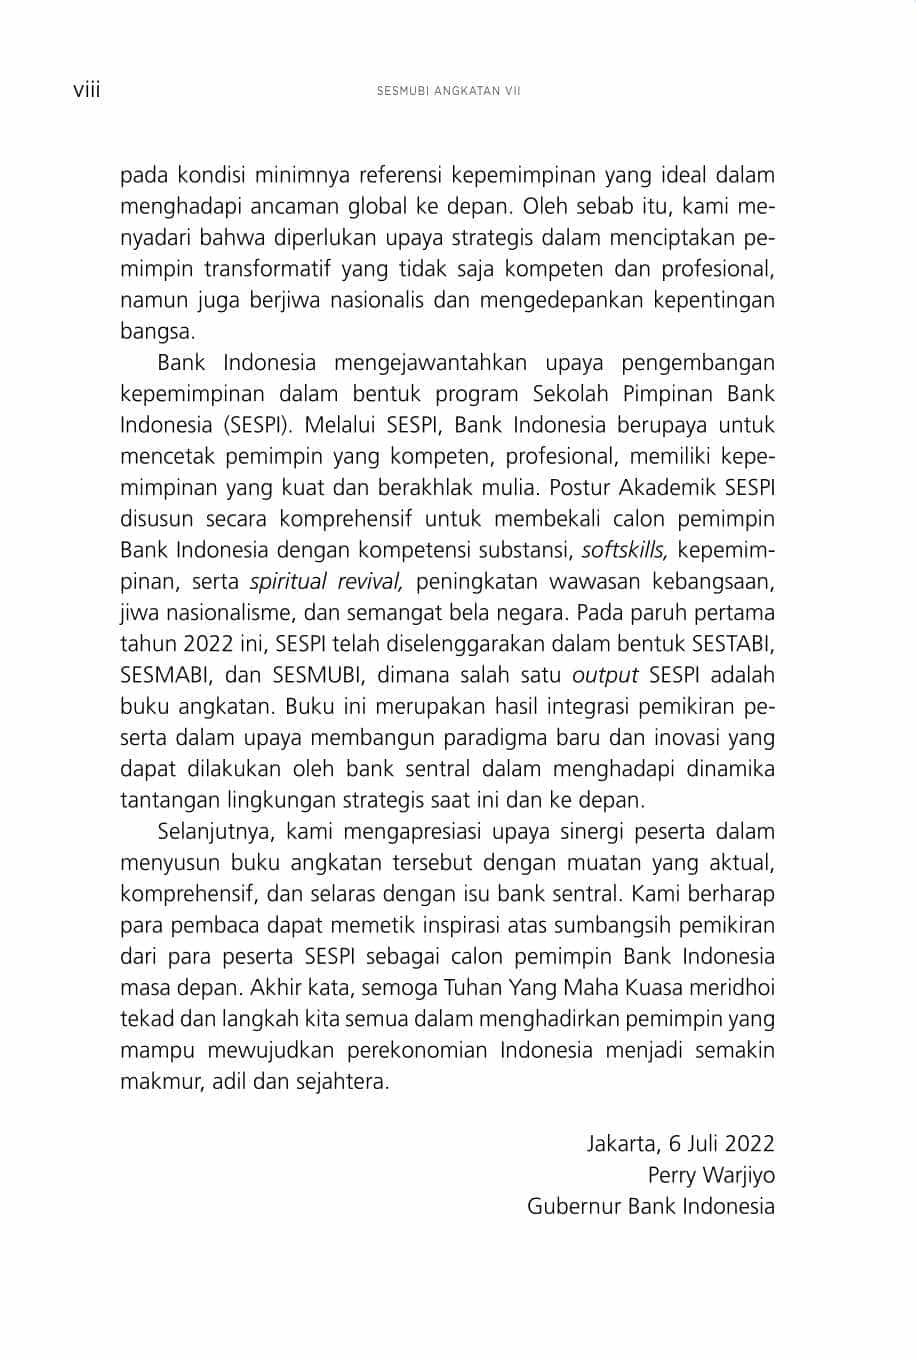 viii
SESMUBI ANGKATAN VII
pada kondisi minimnya referensi kepemimpinan yang ideal dalam
menghadapi ancaman global ke depan. Oleh sebab itu, kami me-
nyadari bahwa diperlukan upaya strategis dalam menciptakan pe-
mimpin transformatif yang tidak saja kompeten dan profesional,
namun juga berjiwa nasionalis dan mengedepankan kepentingan
bangsa.
Bank Indonesia mengejawantahkan upaya pengembangan
kepemimpinan dalam bentuk program Sekolah Pimpinan Bank
Indonesia (SESPI). Melalui SESPI, Bank Indonesia berupaya untuk
mencetak pemimpin yang kompeten, profesional, memiliki kepe-
mimpinan yang kuat dan berakhlak mulia. Postur Akademik SESPI
disusun secara komprehensif untuk membekali calon pemimpin
Bank Indonesia dengan kompetensi substansi, softskills, kepemim-
pinan, serta spiritual revival, peningkatan wawasan kebangsaan,
jiwa nasionalisme, dan semangat bela negara. Pada paruh pertama
tahun 2022 ini, SESPI telah diselenggarakan dalam bentuk SESTABI,
SESMABI, dan SESMUBI, dimana salah satu output SESPI adalah
buku angkatan. Buku ini merupakan hasil integrasi pemikiran pe-
serta dalam upaya membangun paradigma baru dan inovasi yang
dapat dilakukan oleh bank sentral dalam menghadapi dinamika
tantangan lingkungan strategis saat ini dan ke depan.
Selanjutnya, kami mengapresiasi upaya sinergi peserta dalam
menyusun buku angkatan tersebut dengan muatan yang aktual,
komprehensif, dan selaras dengan isu bank sentral. Kami berharap
para pembaca dapat memetik inspirasi atas sumbangsih pemikiran
dari para peserta SESPI sebagai calon pemimpin Bank Indonesia
masa depan. Akhir kata, semoga Tuhan Yang Maha Kuasa meridhoi
tekad dan langkah kita semua dalam menghadirkan pemimpin yang
mampu mewujudkan perekonomian Indonesia menjadi semakin
makmur, adil dan sejahtera.
Jakarta, 6 Juli 2022
Perry Warjiyo
Gubernur Bank Indonesia